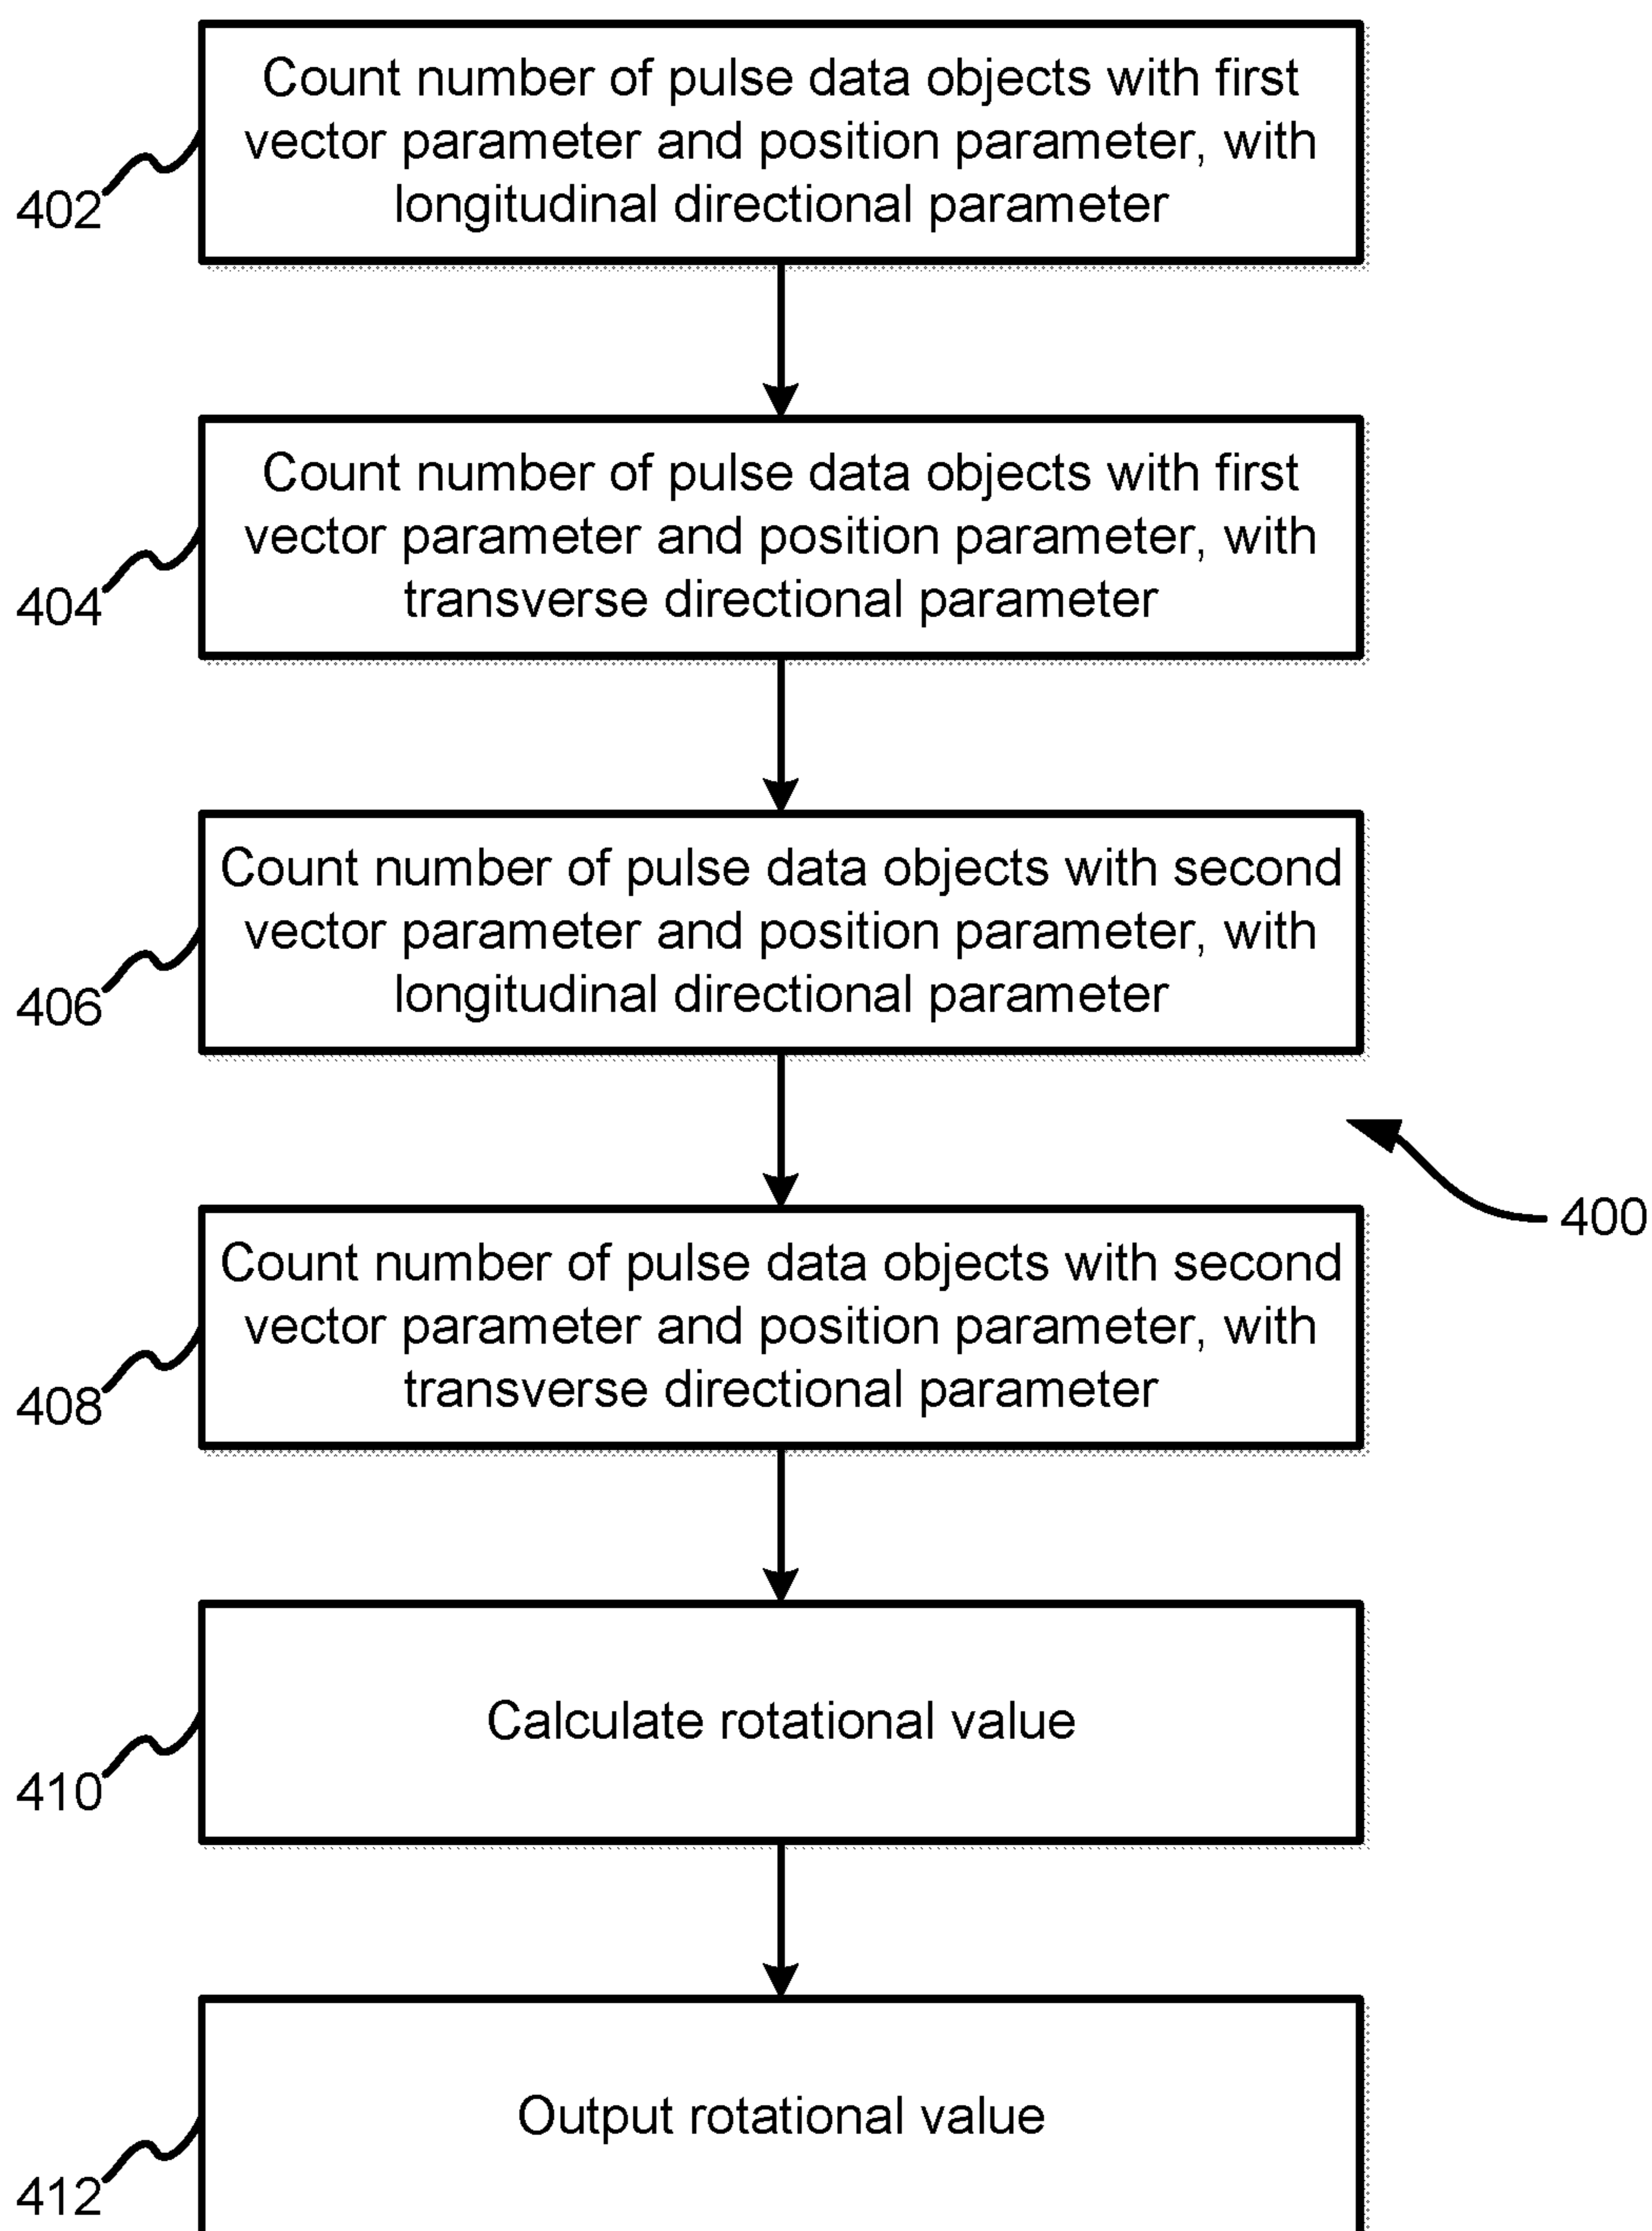 Count number of pulse data objects with first
vector parameter and position parameter, with
longitudinal directional parameter
402
Count number of pulse data objects with first
vector parameter and position parameter, with
transverse directional parameter
404
Count number of pulse data objects with second
vector parameter and position parameter, with
longitudinal directional parameter
406
400
Count number of pulse data objects with second
vector parameter and position parameter, with
transverse directional parameter
408
Calculate rotational value
410
Output rotational value
412